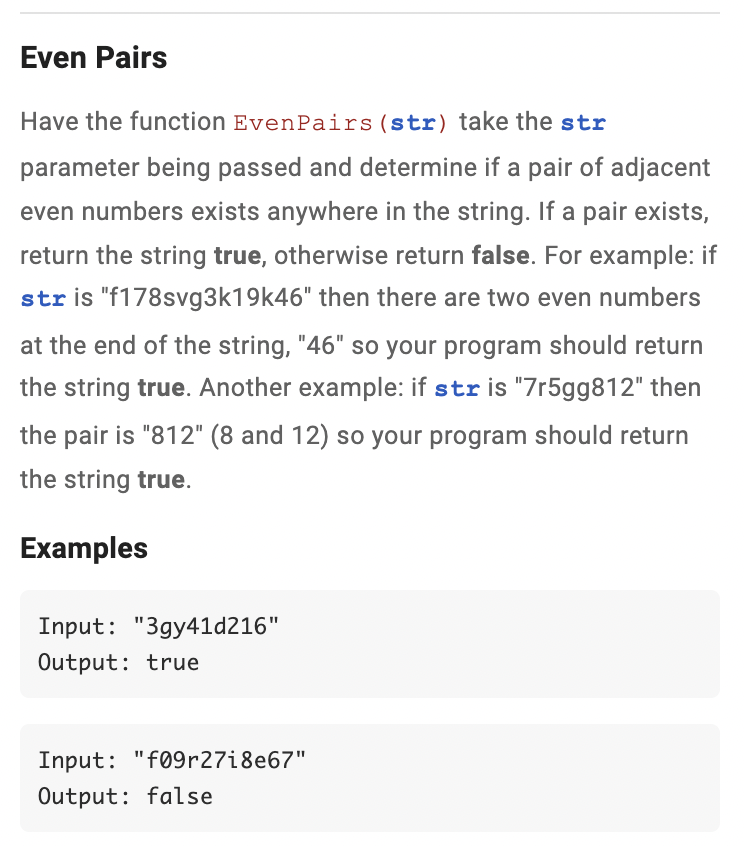 Even Pairs
Have the function EvenPairs(str) take the str
parameter being passed and determine if a pair of adjacent
even numbers exists anywhere in the string. If a pair exists,
return the string true, otherwise return false. For example: if
str is "f178svg3k19k46" then there are two even numbers
at the end of the string, "46" so your program should return
the string true. Another example: if str is "7r5gg812" then
the pair is "812" (8 and 12) so your program should return
the string true.
Examples
Input: "3gy41d216"
Output: true
Input: "f09r27i8e67"
Output: false